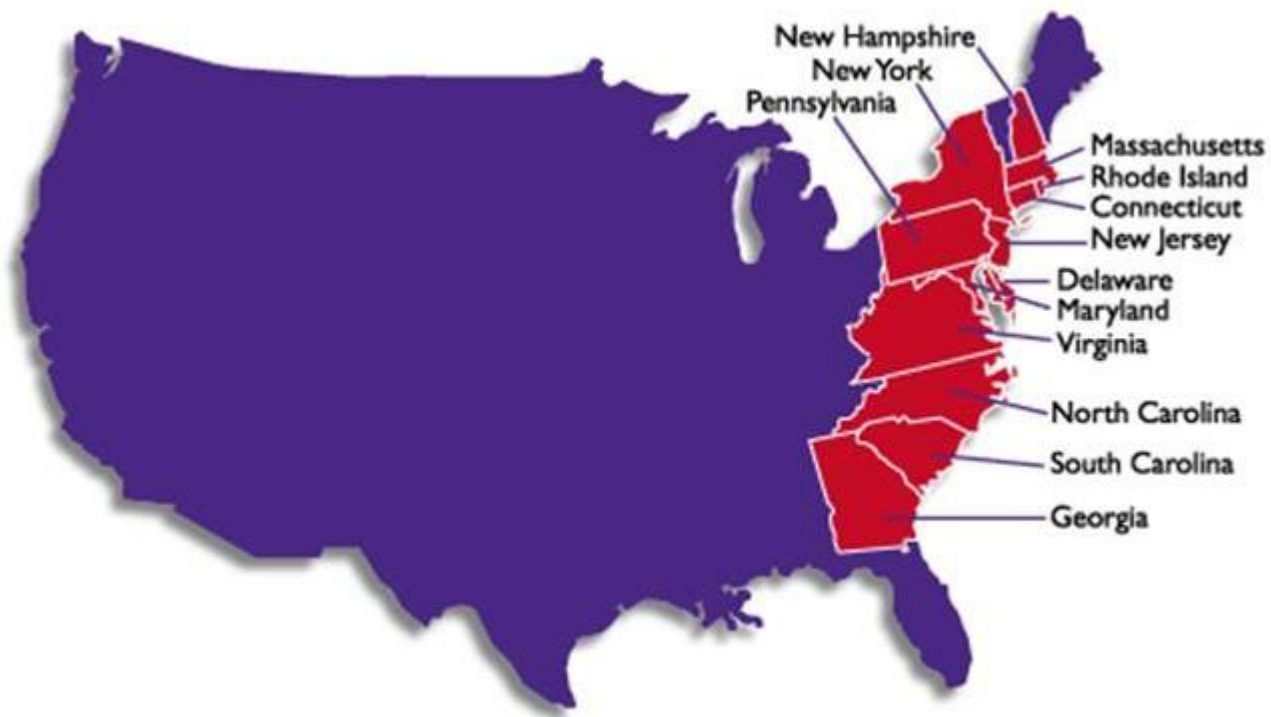 New Hampshire
New York
Pennsylvania
Massachusetts
Rhode Island
Connecticut
New Jersey
Delaware
Maryland
Virginia
North Carolina
South Carolina
Georgia